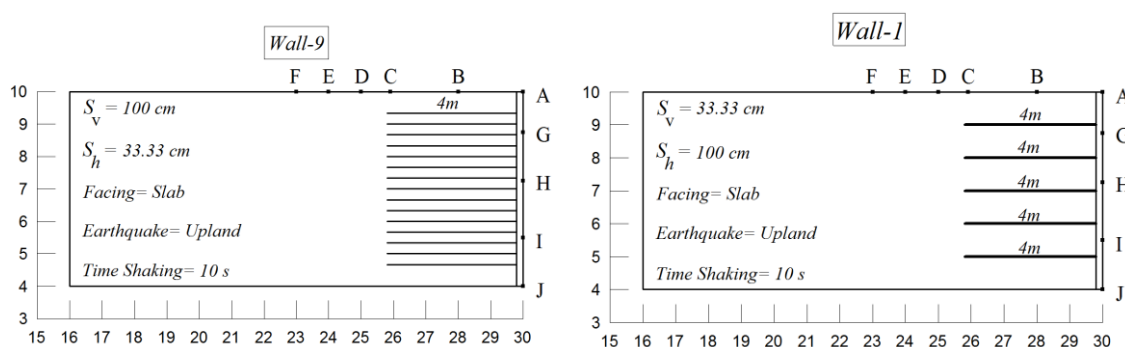 Wall-9
F E D C B
A
10
9
8
7
6
5
4
3
S_v = 100 cm
4m
G
S_h = 33.33 cm
H
Facing= Slab
Earthquake= Upland
I
Time Shaking= 10 s
J
15 16 17 18 19 20 21 22 23 24 25 26 27 28 29 30
Wall-1
F E D C B
A
10
9
8
7
6
5
4
3
S_v = 33.33 cm
4m
G
S_h = 100 cm
4m
H
4m
Facing= Slab
4m
Earthquake= Upland
I
4m
Time Shaking= 10 s
J
15 16 17 18 19 20 21 22 23 24 25 26 27 28 29 30